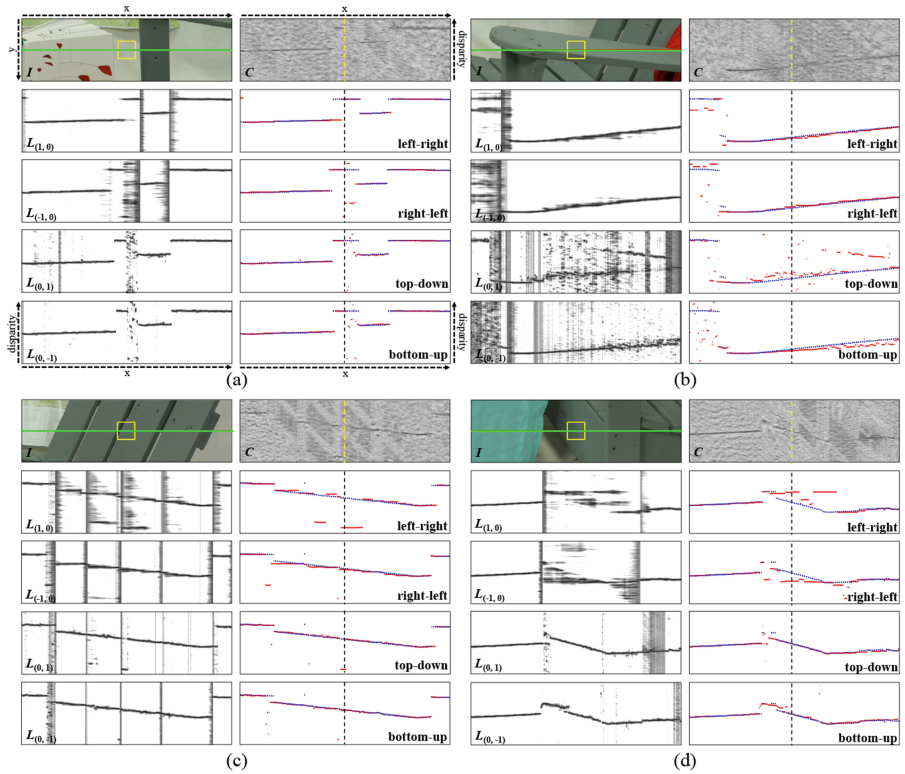 x
y
I
C
disparity
L(1, 0)
left-right
L(-1, 0)
right-left
L(0, 1)
top-down
disparity
L(0, -1)
bottom-up
disparity
x
x
(a)
I
C
L(1, 0)
left-right
L(-1, 0)
right-left
L(0, 1)
top-down
L(0, -1)
bottom-up
(b)
I
C
L(1, 0)
left-right
L(-1, 0)
right-left
L(0, 1)
top-down
L(0, -1)
bottom-up
(c)
I
C
L(1, 0)
left-right
L(-1, 0)
right-left
L(0, 1)
top-down
L(0, -1)
bottom-up
(d)